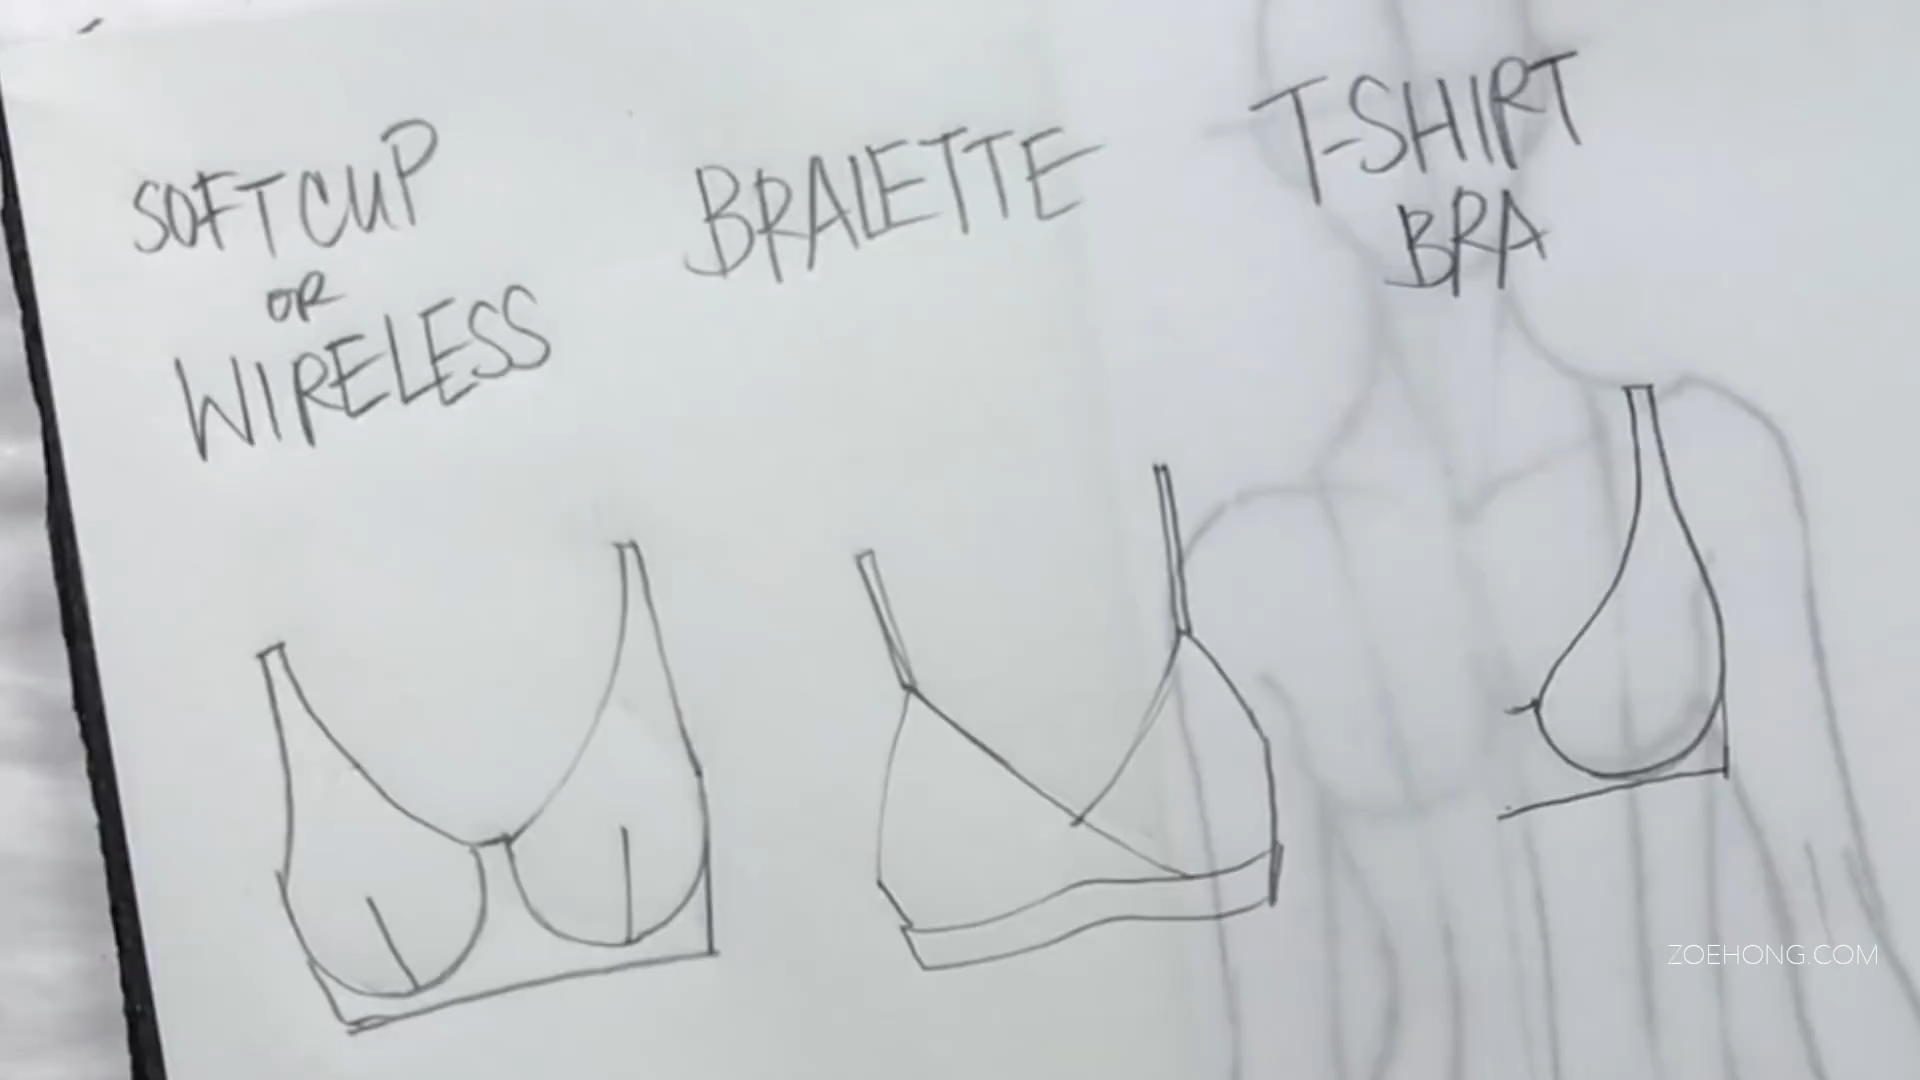 SOFT CUP
OR
WIRELESS
BRALETTE
T-SHIRT
BRA
ZOEHONG.COM